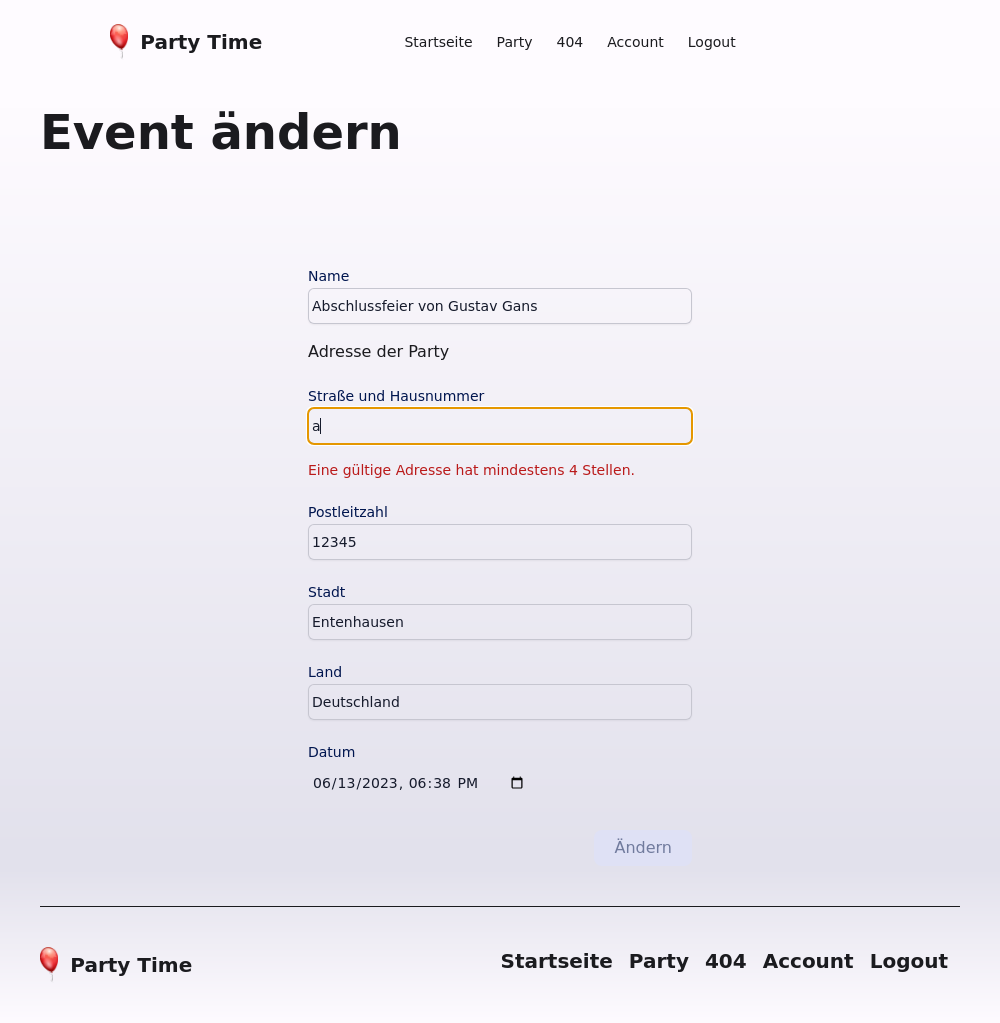 Party Time
Startseite Party 404 Account Logout
Event ändern
Name
Abschlussfeier von Gustav Gans
Adresse der Party
Straße und Hausnummer
a
Eine gültige Adresse hat mindestens 4 Stellen.
Postleitzahl
12345
Stadt
Entenhausen
Land
Deutschland
Datum
06/13/2023, 06:38 PM
Ändern
Party Time
Startseite Party 404 Account Logout